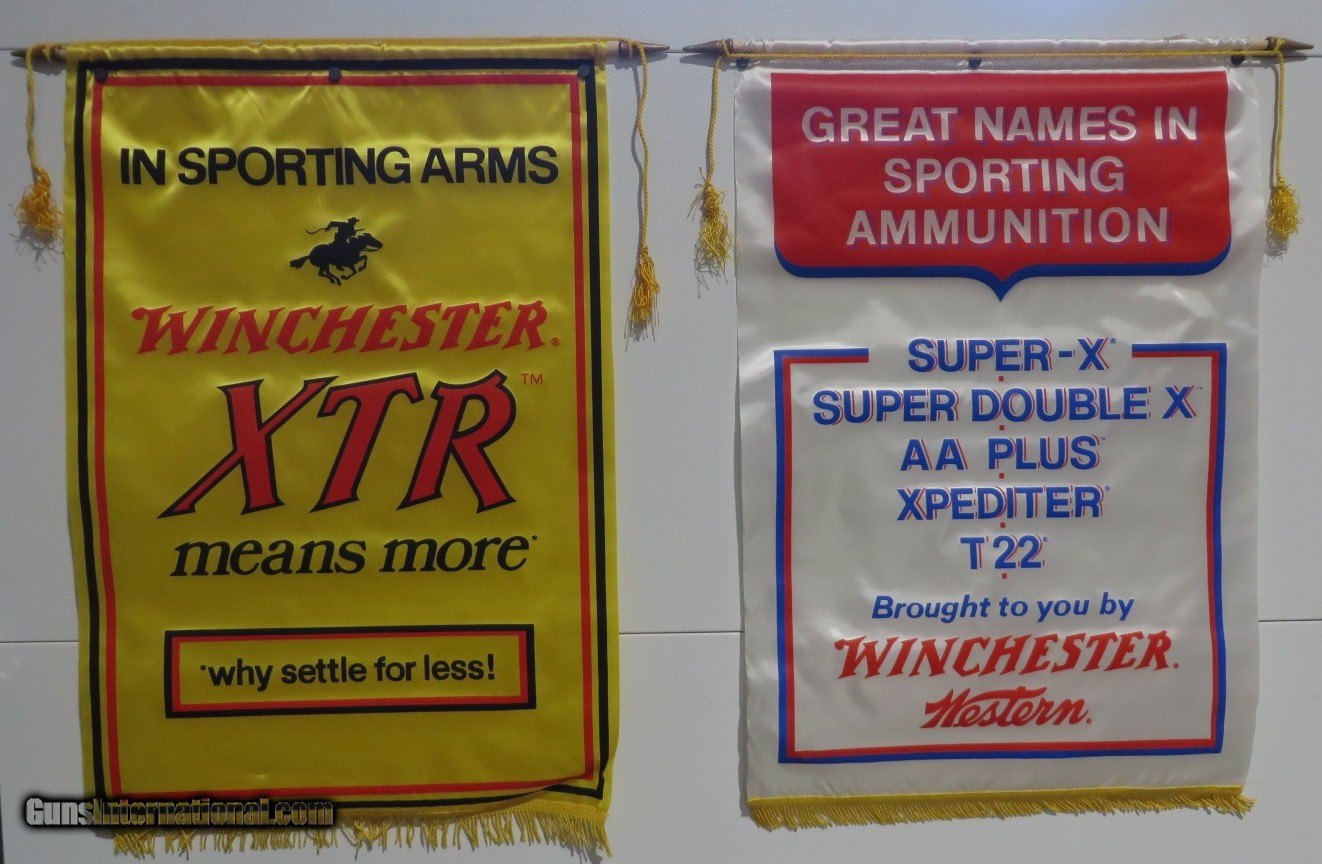 IN SPORTING ARMS
WINCHESTER®
XTR™
means more*
*why settle for less!
GREAT NAMES IN
SPORTING
AMMUNITION
SUPER-X®
SUPER DOUBLE X™
AA PLUS™
XPEDITER®
T22®
Brought to you by
WINCHESTER®
Western®
GunsInternational.com